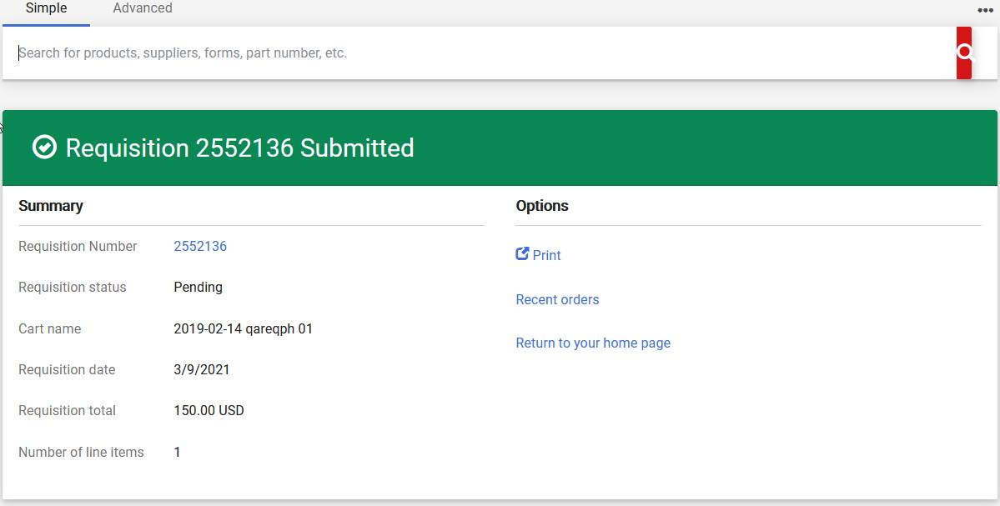 Simple Advanced
Search for products, suppliers, forms, part number, etc.
Requisition 2552136 Submitted
Summary
Requisition Number 2552136
Requisition status Pending
Cart name 2019-02-14 qareqph 01
Requisition date 3/9/2021
Requisition total 150.00 USD
Number of line items 1
Options
Print
Recent orders
Return to your home page